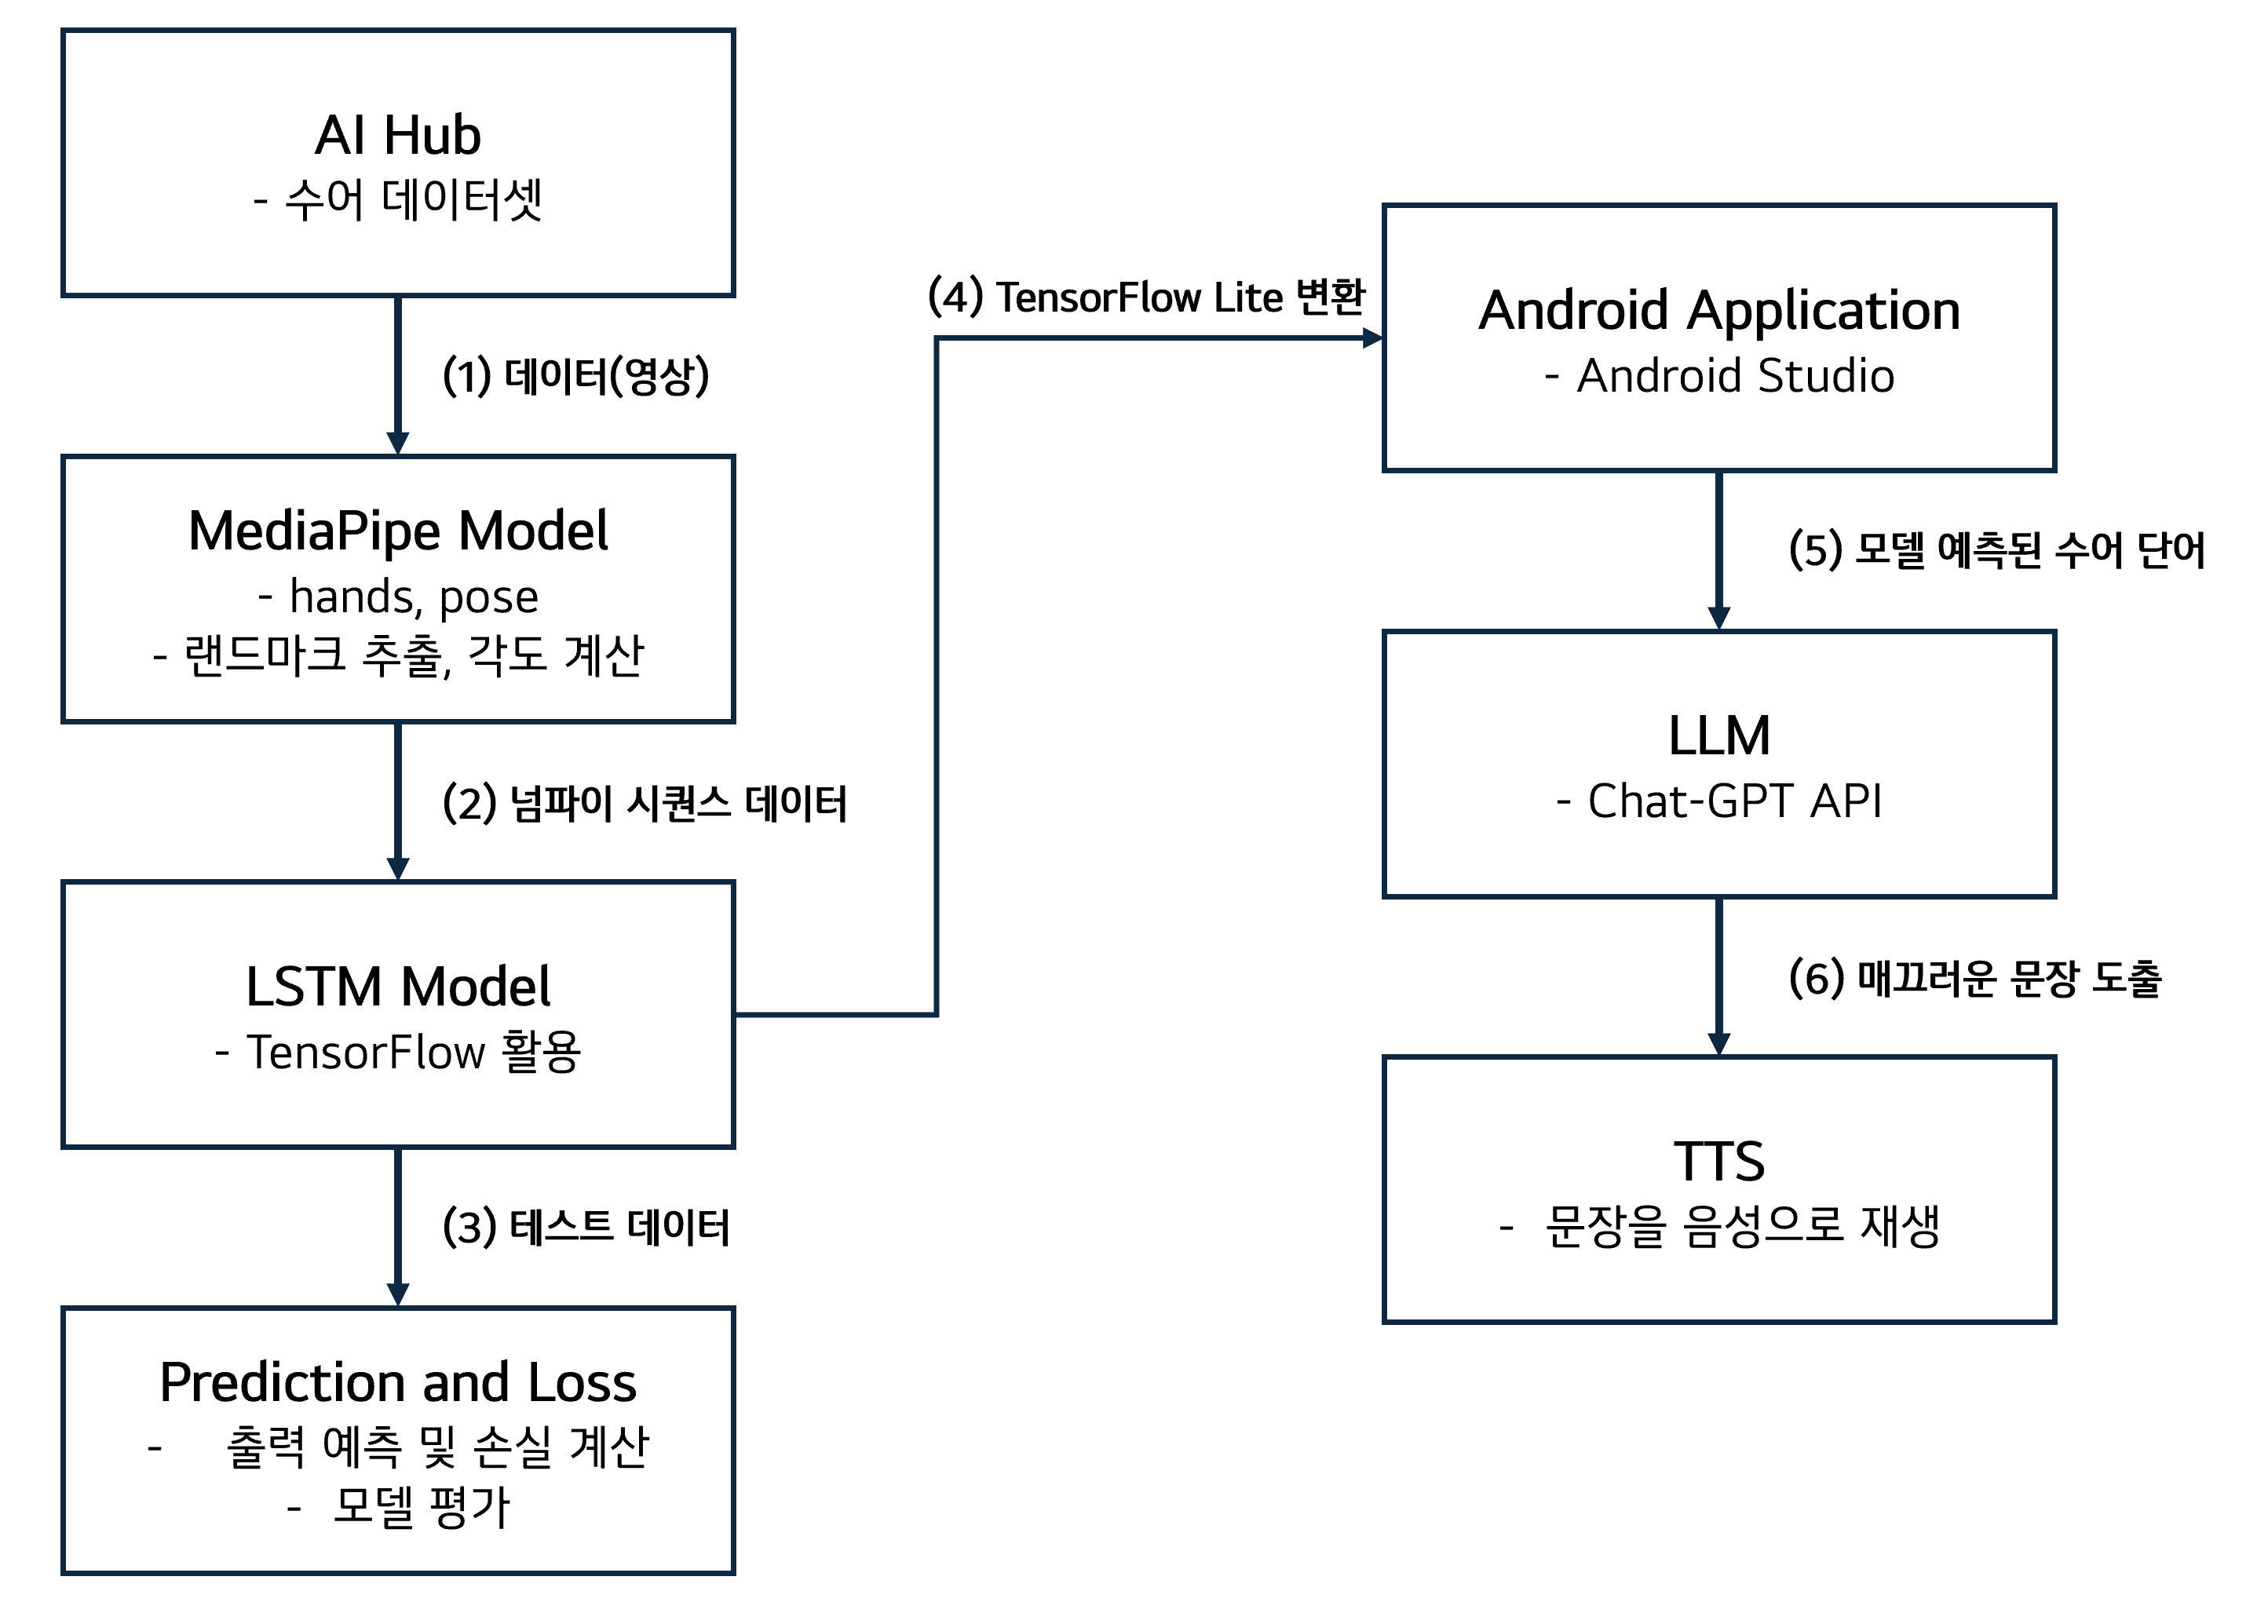 AI Hub
- 수어 데이터셋
(1) 데이터(영상)
MediaPipe Model
- hands, pose
- 랜드마크 추출, 각도 계산
(2) 넘파이 시퀀스 데이터
LSTM Model
- TensorFlow 활용
(3) 테스트 데이터
Prediction and Loss
- 출력 예측 및 손실 계산
- 모델 평가
(4) TensorFlow Lite 변환
Android Application
- Android Studio
(5) 모델 예측된 수어 단어
LLM
- Chat-GPT API
(6) 매끄러운 문장 도출
TTS
- 문장을 음성으로 재생